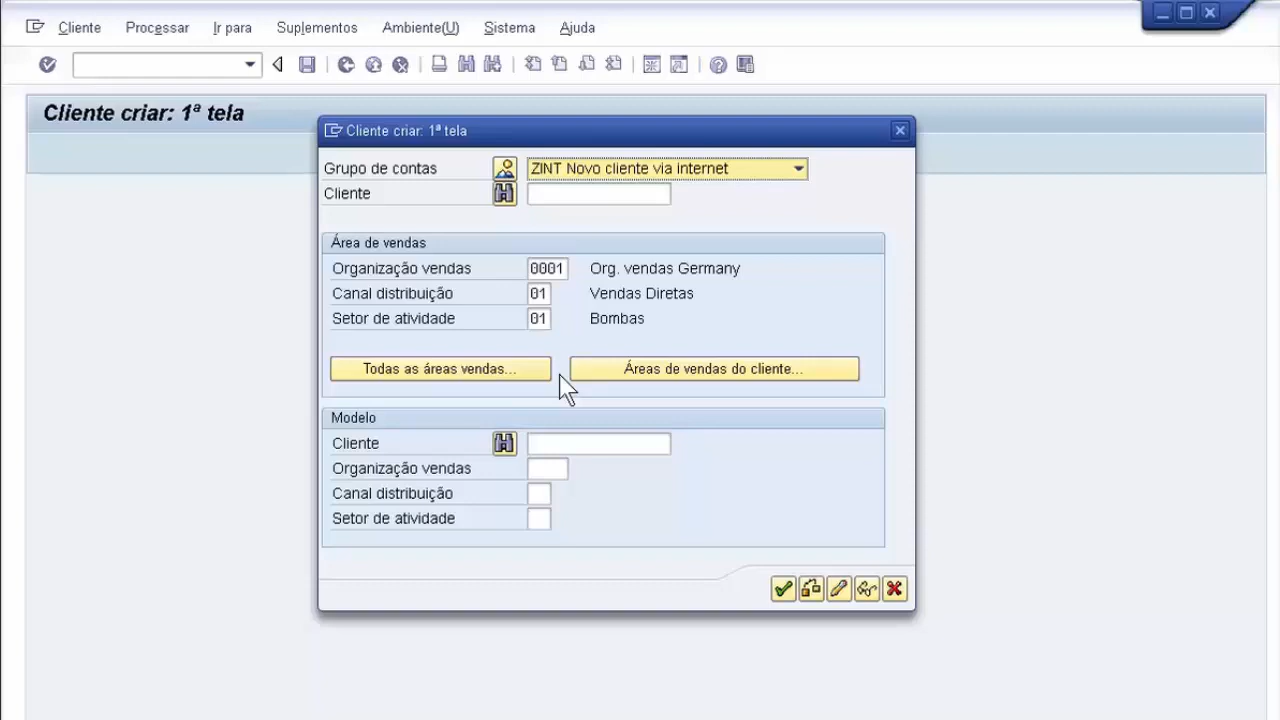 Cliente Processar Ir para Suplementos Ambiente(U) Sistema Ajuda
Cliente criar: 1ª tela
Cliente criar: 1ª tela
Grupo de contas ZINT Novo cliente via internet
Cliente
Área de vendas
Organização vendas 0001 Org. vendas Germany
Canal distribuição 01 Vendas Diretas
Setor de atividade 01 Bombas
Todas as áreas vendas... Áreas de vendas do cliente...
Modelo
Cliente
Organização vendas
Canal distribuição
Setor de atividade